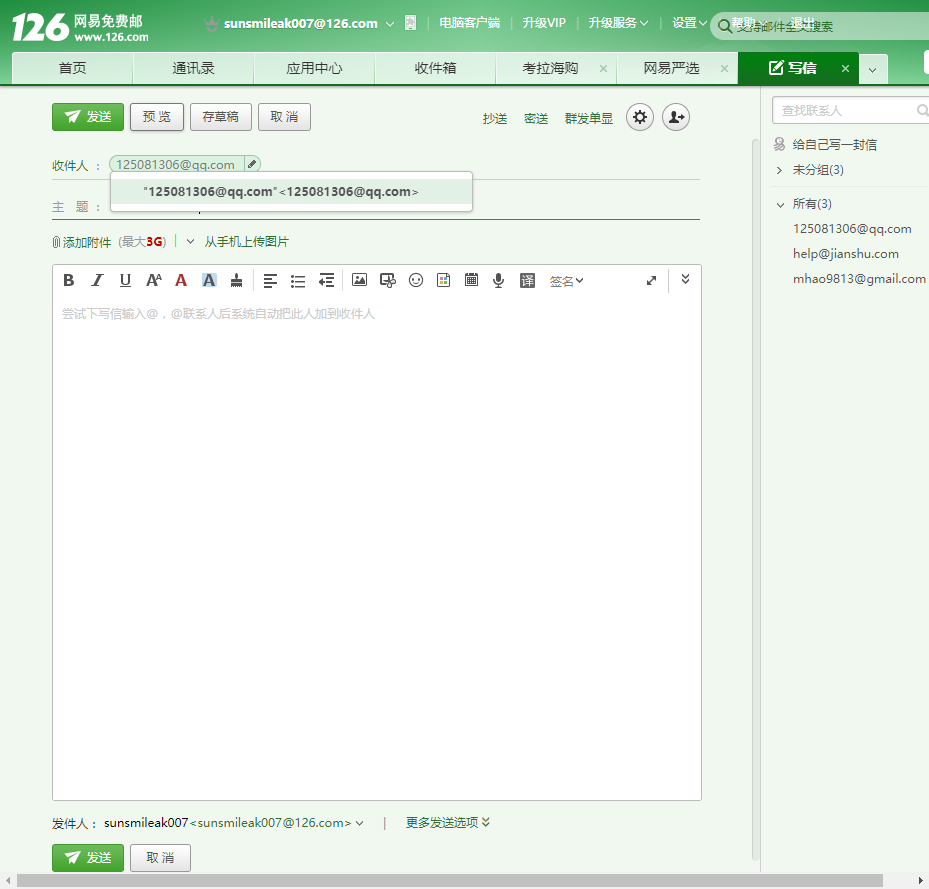 126 网易免费邮
www.126.com
sunsmileak007@126.com
电脑客户端 升级VIP 升级服务 设置 帮助 退出
支持邮件全文搜索
首页 通讯录 应用中心 收件箱 考拉海购 网易严选 写信
发送 预 览 存草稿 取 消
抄送 密送 群发单显
收件人： 125081306@qq.com
"125081306@qq.com"<125081306@qq.com>
主 题：
添加附件 (最大3G) 从手机上传图片
B I U A A A 译 签名
尝试下写信输入@，@联系人后系统自动把此人加到收件人
发件人： sunsmileak007<sunsmileak007@126.com> | 更多发送选项
发送 取 消
查找联系人
给自己写一封信
未分组(3)
所有(3)
125081306@qq.com
help@jianshu.com
mhao9813@gmail.com